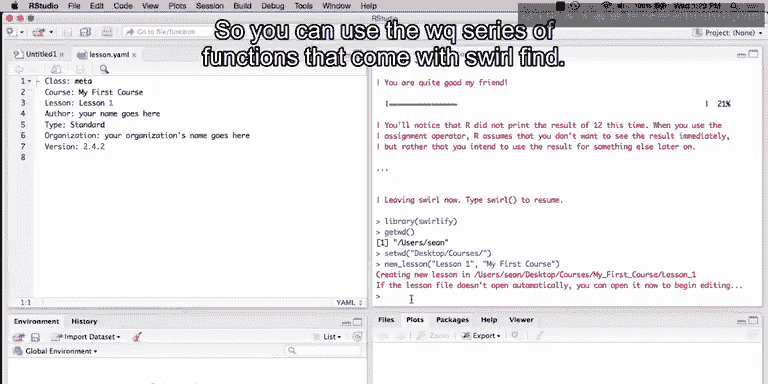 RStudio File Edit Code View Plots Session Build Debug Tools Window Help
100% Wed 1:22 PM
RStudio
Go to file/function
Project: (None)
So you can use the wq series of
functions that come with swirl find.
Untitled1 lesson.yaml
1 - Class: meta
2 Course: My First Course
3 Lesson: Lesson 1
4 Author: your name goes here
5 Type: Standard
6 Organization: your organization's name goes here
7 Version: 2.4.2
8
1:1 YAML
| You are quite good my friend!
|================ | 21%
| You'll notice that R did not print the result of 12 this time. When you use the
| assignment operator, R assumes that you don't want to see the result immediately,
| but rather that you intend to use the result for something else later on.
...
| Leaving swirl now. Type swirl() to resume.
> library(swirlify)
> getwd()
[1] "/Users/sean"
> setwd("Desktop/Courses/")
> new_lesson("Lesson 1", "My First Course")
Creating new lesson in /Users/sean/Desktop/Courses/My_First_Course/Lesson_1
If the lesson file doesn't open automatically, you can open it now to begin editing...
>
Environment History
Import Dataset
List
Global Environment
Files Plots Packages Help Viewer
Zoom Export